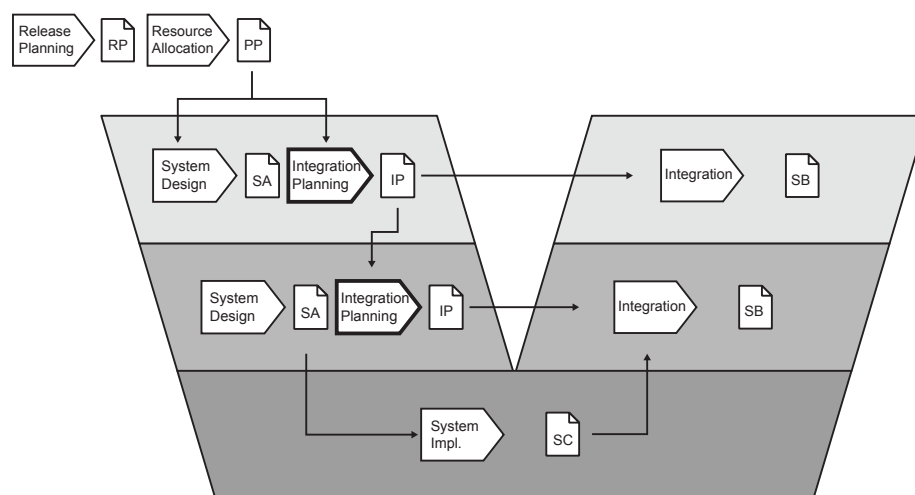 Release
Planning
RP
Resource
Allocation
PP
System
Design
SA
Integration
Planning
IP
Integration
SB
System
Design
SA
Integration
Planning
IP
Integration
SB
System
Impl.
SC